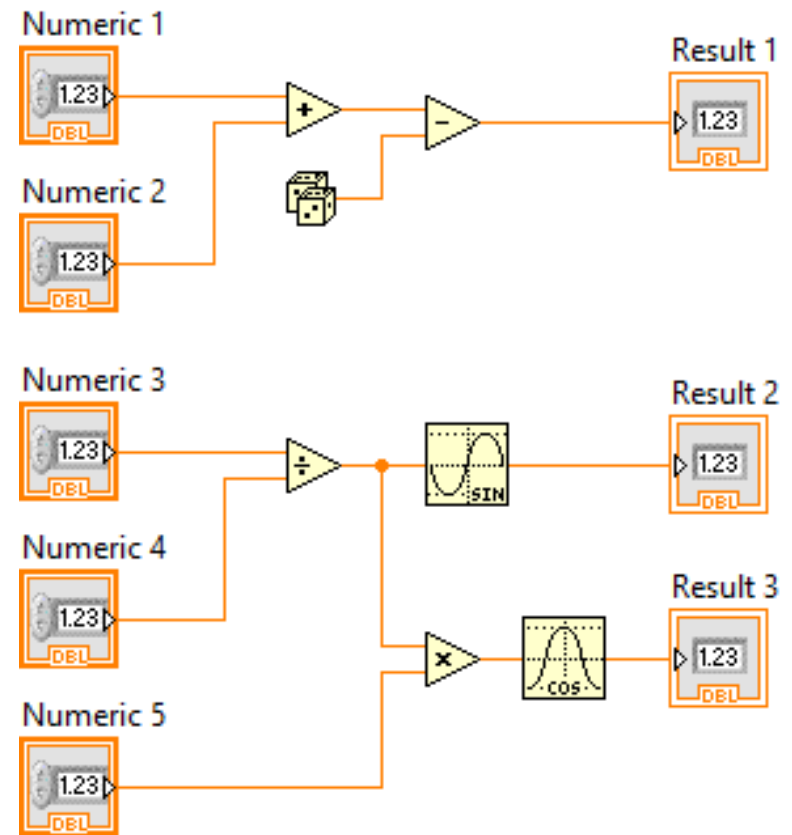 Numeric 1
1.23
DBL
+
-
Result 1
1.23
DBL
Numeric 2
1.23
DBL
Numeric 3
1.23
DBL
÷
SIN
Result 2
1.23
DBL
Numeric 4
1.23
DBL
x
COS
Result 3
1.23
DBL
Numeric 5
1.23
DBL